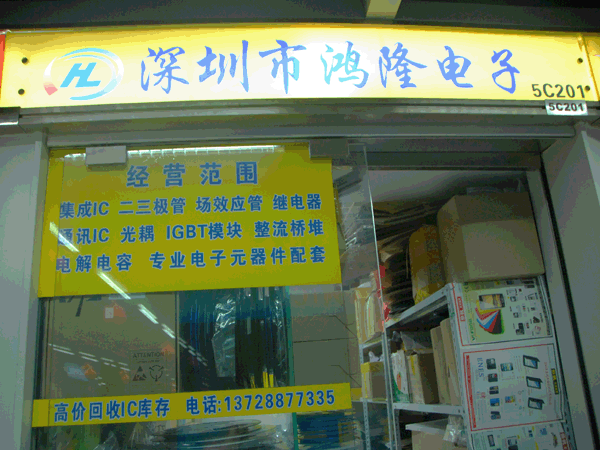 HL 深圳市鸿隆电子 5C201
5C201
经营范围
集成IC 二三极管 场效应管 继电器
通讯IC 光耦 IGBT模块 整流桥堆
电解电容 专业电子元器件配套
ATTENTION
高价回收IC库存 电话:13728877335